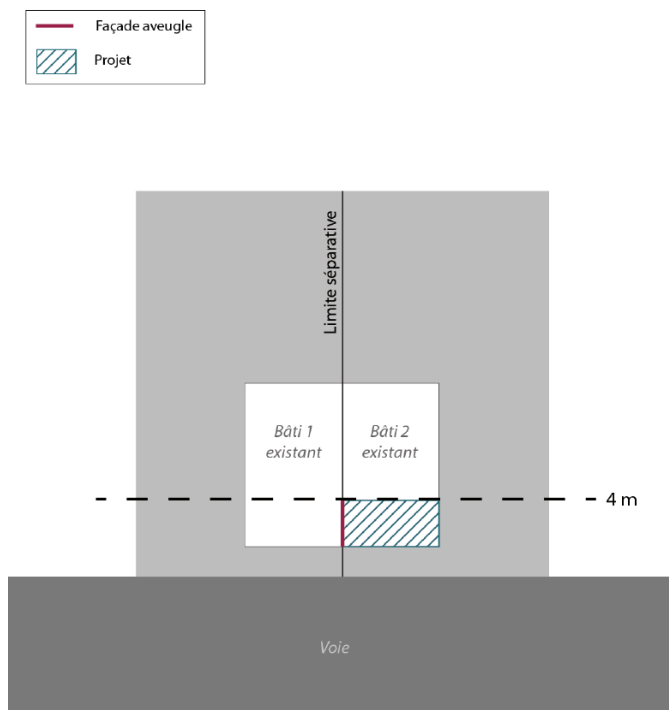 Façade aveugle
Projet
Limite séparative
Bâti 1
existant
Bâti 2
existant
4 m
Voie